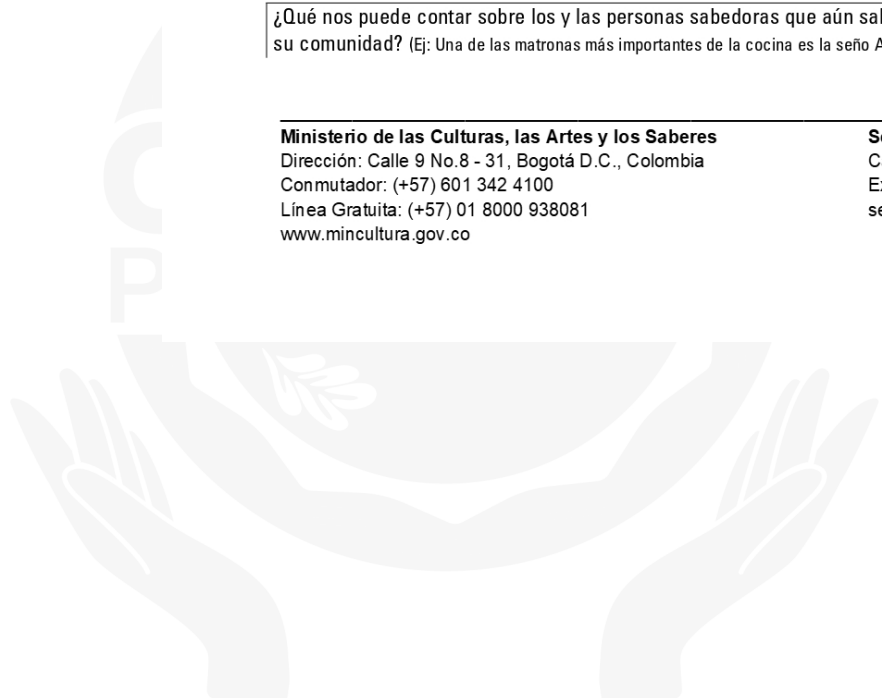 ¿Qué nos puede contar sobre los y las personas sabedoras que aún
su comunidad? (Ej: Una de las matronas más importantes de la cocina es la seño
Ministerio de las Culturas, las Artes y los Saberes
Dirección: Calle 9 No.8 - 31, Bogotá D.C., Colombia
Conmutador: (+57) 601 342 4100
Línea Gratuita: (+57) 01 8000 938081
www.mincultura.gov.co